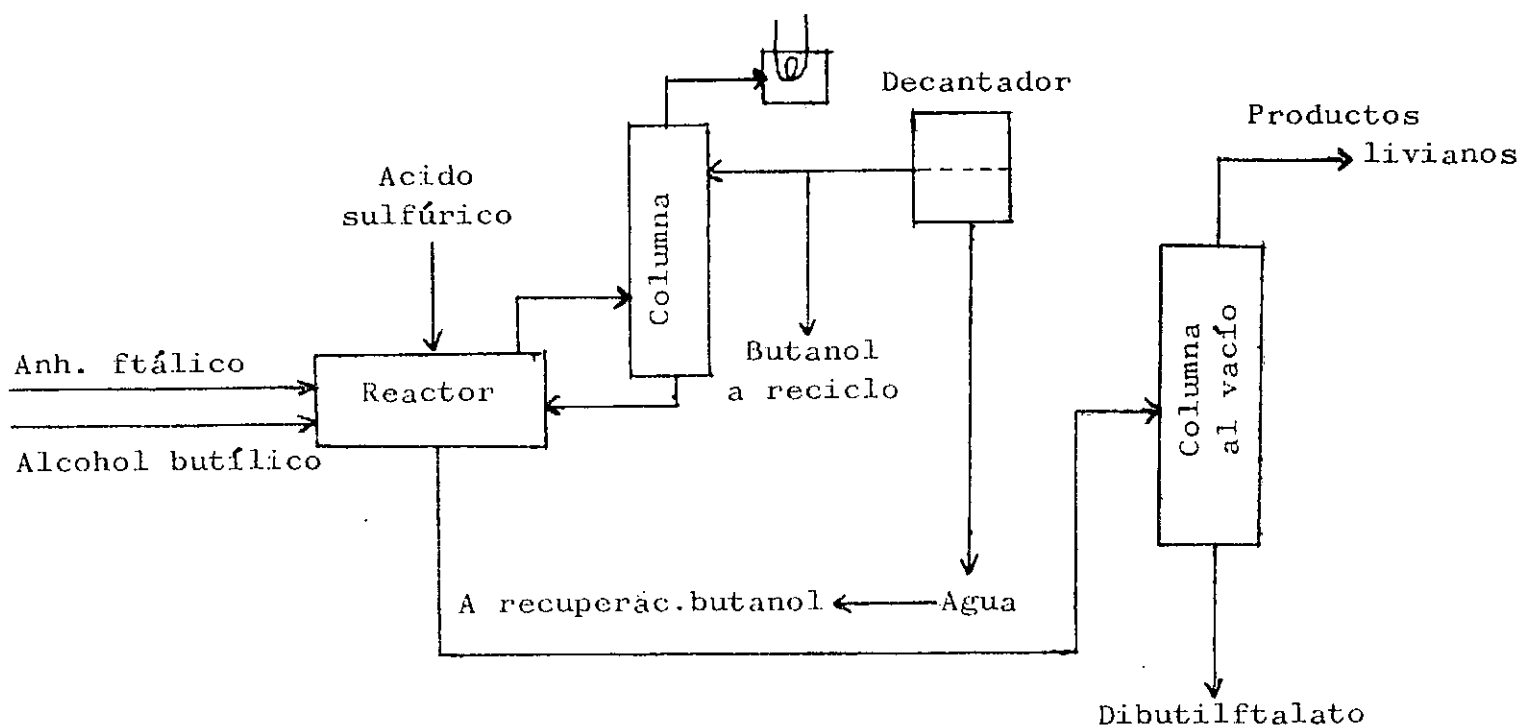 Decantador
Productos
livianos
Acido
sulfúrico
Columna
Anh. ftálico
Reactor
Alcohol butílico
Butanol
a reciclo
Columna
al vacío
A recuperác.butanol
Agua
Dibutilftalato